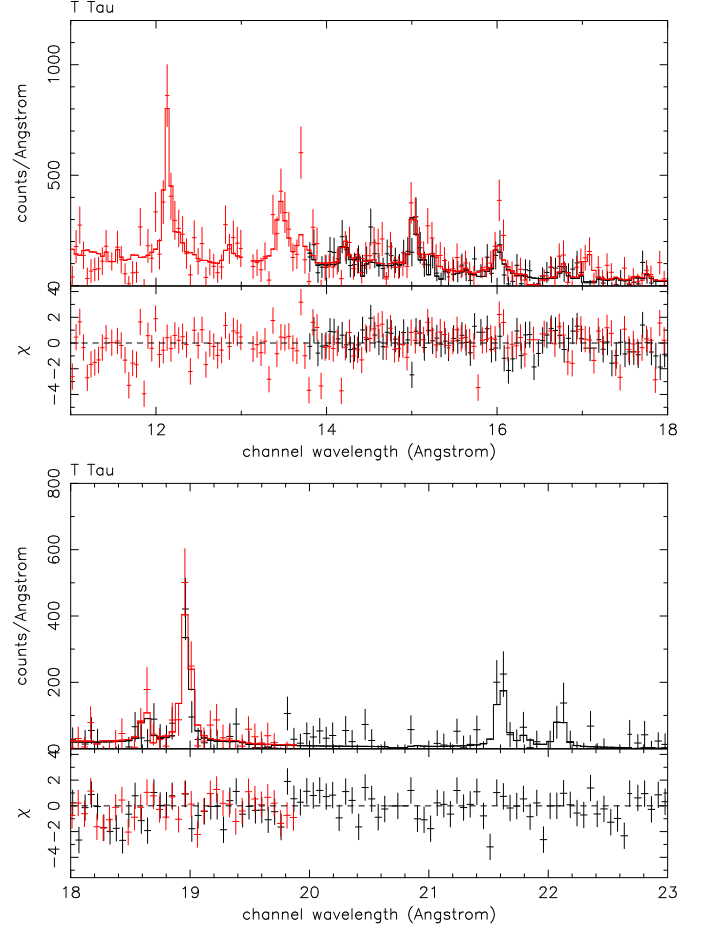 T Tau
1000
500
0
counts/Angstrom
4
2
0
−2
−4
χ
12 14 16 18
channel wavelength (Angstrom)
T Tau
800
600
400
200
0
counts/Angstrom
4
2
0
−2
−4
χ
18 19 20 21 22 23
channel wavelength (Angstrom)